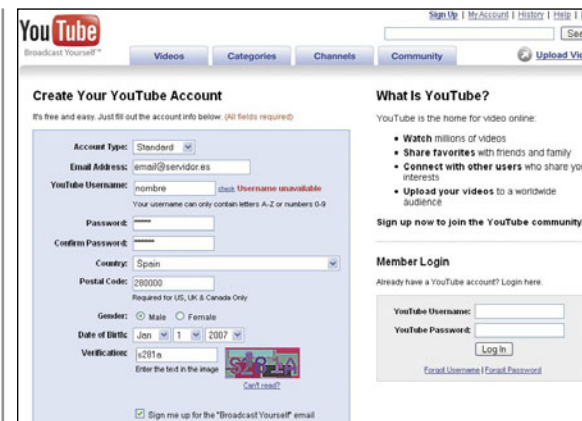 Sign Up | My Account | History | Help |
You Tube
Broadcast Yourself™
Videos
Categories
Channels
Community
Upload Vid
Create Your YouTube Account
It's free and easy. Just fill out the account info below. (All fields required)
Account Type: Standard
Email Address: email@servidor.es
YouTube Username: nombre check Username unavailable
Your username can only contain letters A-Z or numbers 0-9
Password: 
Confirm Password: 
Country: Spain
Postal Code: 280000
Required for US, UK & Canada Only
Gender: Male Female
Date of Birth: Jan 1 2007
Verification: s281a
Enter the text in the image
Can't read?
Sign me up for the "Broadcast Yourself" email
What Is YouTube?
YouTube is the home for video online:
Watch millions of videos
Share favorites with friends and family
Connect with other users who share you
interests
Upload your videos to a worldwide
audience
Sign up now to join the YouTube community
Member Login
Already have a YouTube account? Login here.
YouTube Username:
YouTube Password:
Log In
Forgot Username | Forgot Password